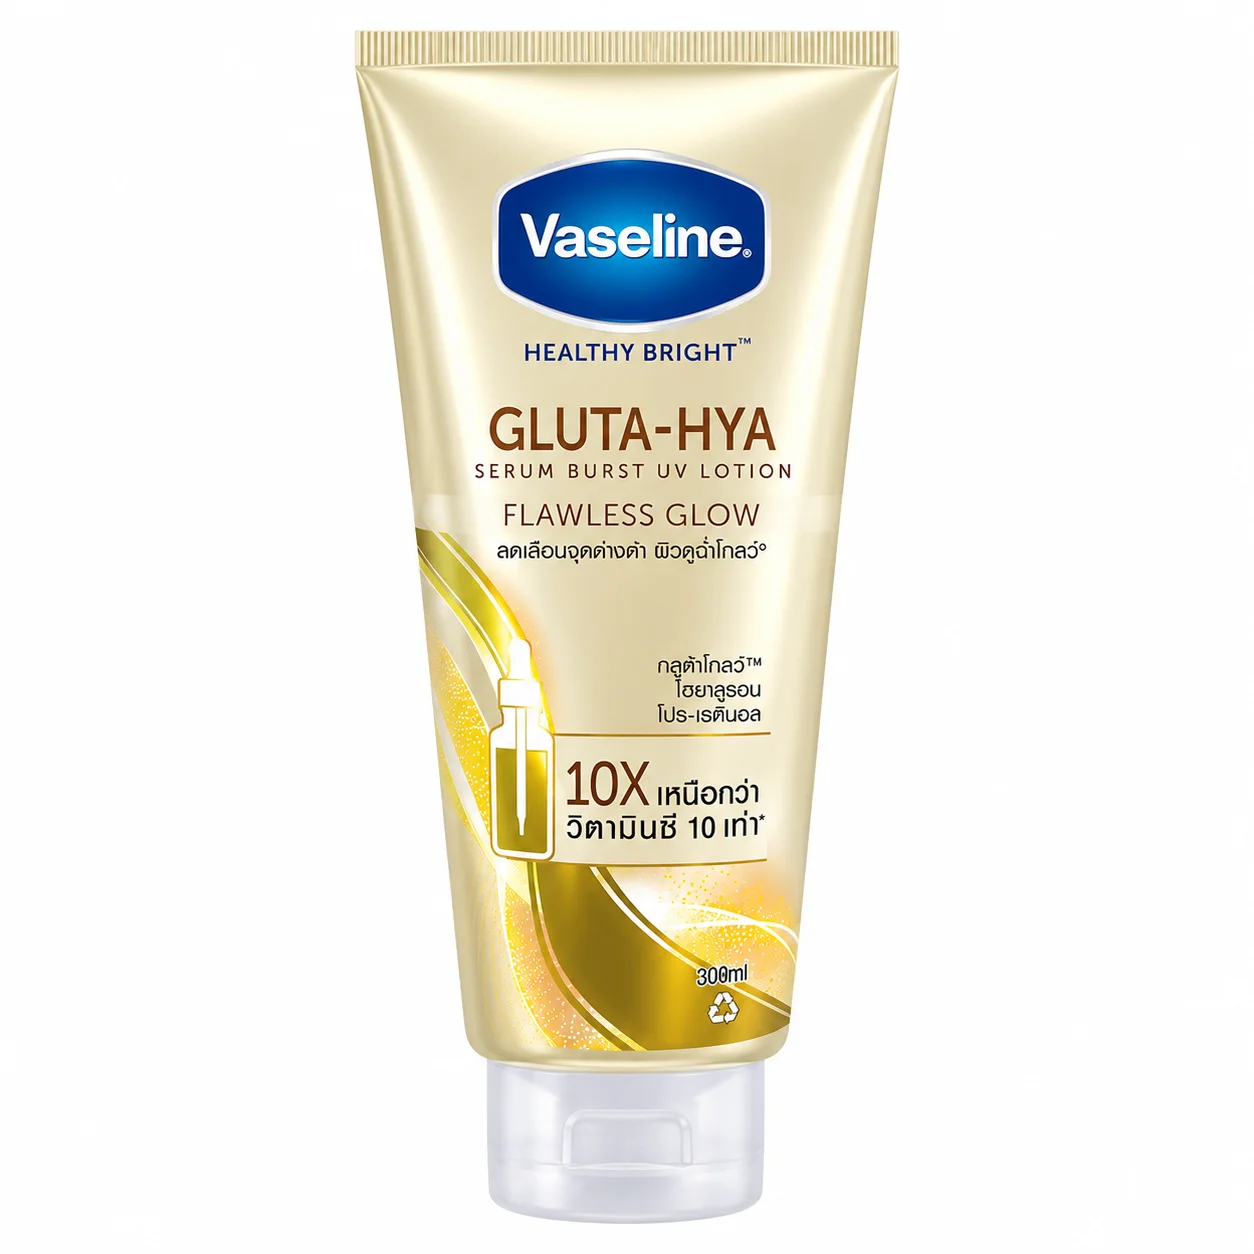 Vaseline®
HEALTHY BRIGHT™
GLUTA-HYA
SERUM BURST UV LOTION
FLAWLESS GLOW
ลดเลือนจุดด่างดำ ผิวดูฉ่ำโกลว์°
กลูต้าโกลว์™
ไฮยาลูรอน
โปร-เรตินอล
10X เหนือกว่า
วิตามินซี 10 เท่า*
300ml